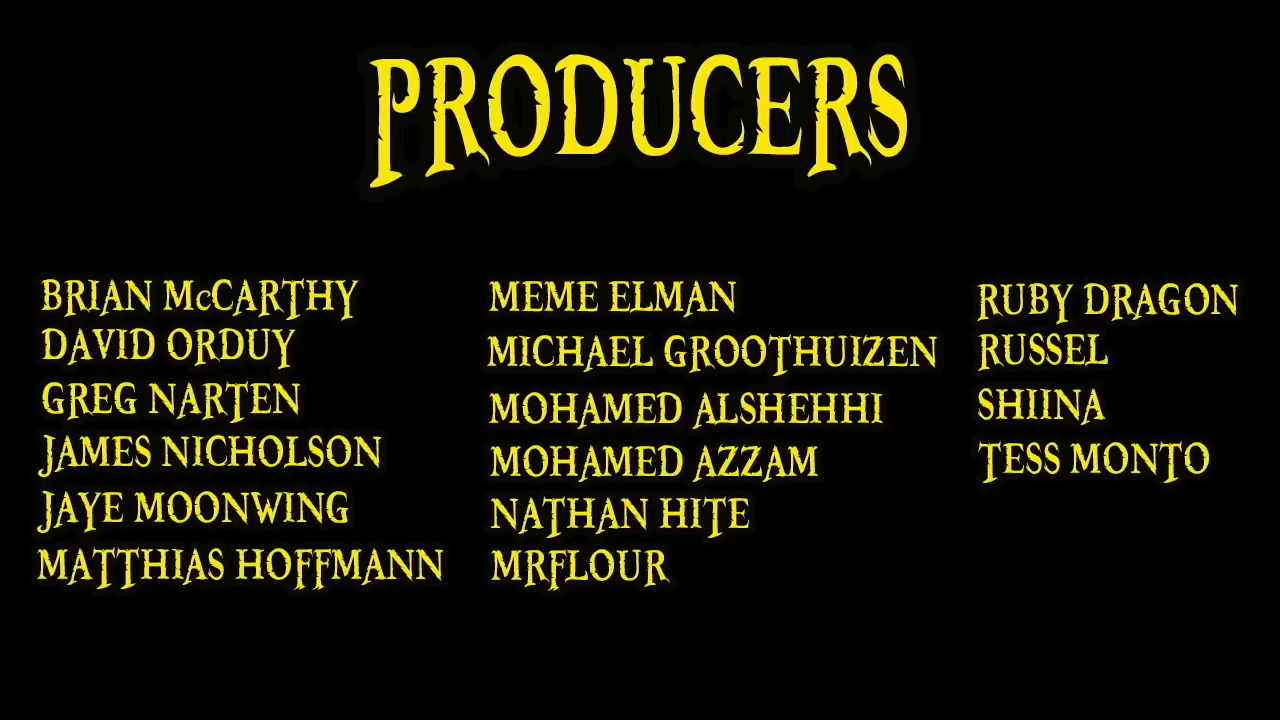 PRODUCERS
BRIAN McCARTHY
DAVID ORDUY
GREG NARTEN
JAMES NICHOLSON
JAYE MOONWING
MATTHIAS HOFFMANN
MEME ELMAN
MICHAEL GROOTHUIZEN
MOHAMED ALSHEHHI
MOHAMED AZZAM
NATHAN HITE
MRFLOUR
RUBY DRAGON
RUSSEL
SHIINA
TESS MONTO